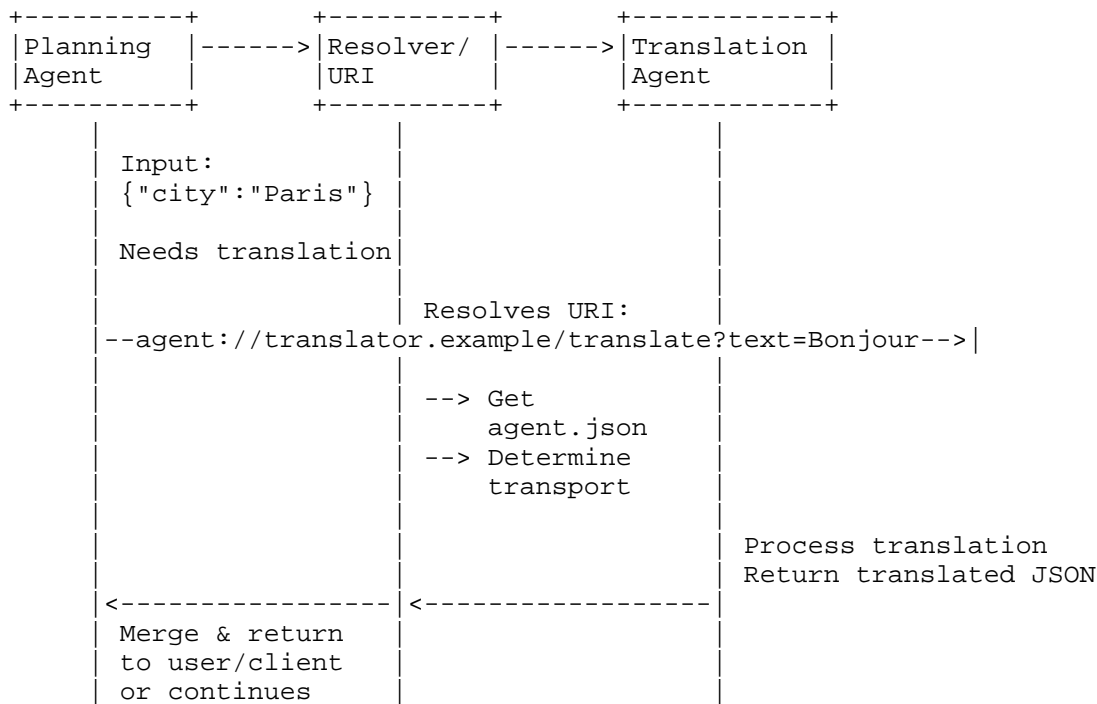 +----------+       +----------+       +------------+
|Planning  |------>|Resolver/ |------>|Translation |
|Agent     |       |URI       |       |Agent       |
+----------+       +----------+       +------------+
     |                  |                   |
     | Input:           |                   |
     | {"city":"Paris"} |                   |
     |                  |                   |
     | Needs translation|                   |
     |                  |                   |
     |                  | Resolves URI:     |
     |--agent://translator.example/translate?text=Bonjour-->|
     |                  |                   |
     |                  | --> Get           |
     |                  |     agent.json    |
     |                  | --> Determine     |
     |                  |     transport     |
     |                  |                   |
     |                  |                   | Process translation
     |                  |                   | Return translated JSON
     |<-----------------|<------------------|
     | Merge & return   |                   |
     | to user/client   |                   |
     | or continues     |                   |